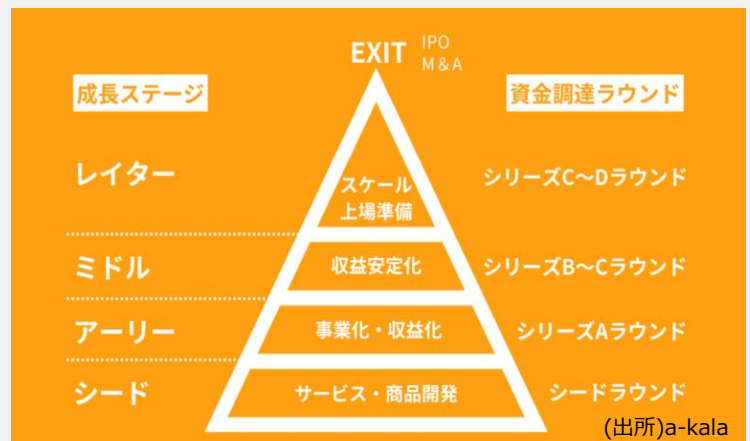 EXIT
IPO
M&A
成長ステージ
資金調達ラウンド
レイター
スケール
上場準備
シリーズC〜Dラウンド
ミドル
収益安定化
シリーズB〜Cラウンド
アーリー
事業化・収益化
シリーズAラウンド
シード
サービス・商品開発
シードラウンド
(出所)a-kala